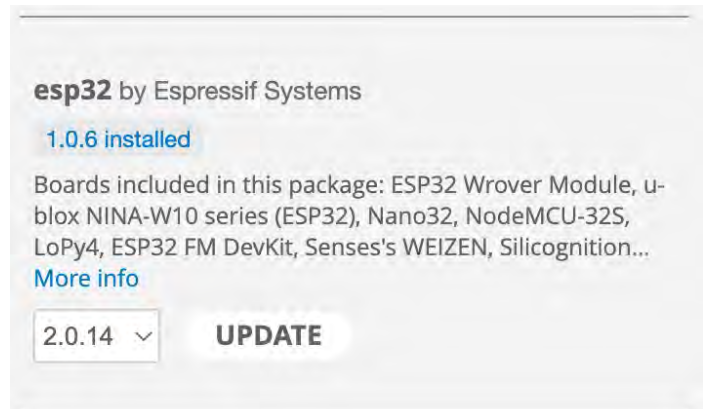 esp32 by Espressif Systems
1.0.6 installed
Boards included in this package: ESP32 Wrover Module, u-
blox NINA-W10 series (ESP32), Nano32, NodeMCU-32S,
LoPy4, ESP32 FM DevKit, Senses's WEIZEN, Silicognition...
More info
2.0.14 UPDATE